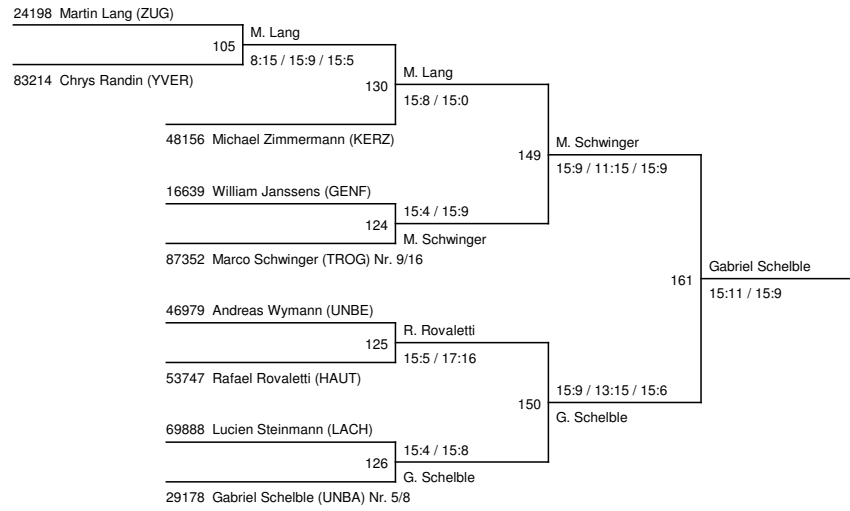 24198 Martin Lang (ZUG)
105
M. Lang
8:15 / 15:9 / 15:5
83214 Chrys Randin (YVER)
130
M. Lang
15:8 / 15:0
48156 Michael Zimmermann (KERZ)
149
M. Schwinger
15:9 / 11:15 / 15:9
16639 William Janssens (GENF)
124
15:4 / 15:9
M. Schwinger
87352 Marco Schwinger (TROG) Nr. 9/16
161
Gabriel Schelble
15:11 / 15:9
46979 Andreas Wymann (UNBE)
125
R. Rovaletti
15:5 / 17:16
53747 Rafael Rovaletti (HAUT)
150
15:9 / 13:15 / 15:6
G. Schelble
69888 Lucien Steinmann (LACH)
126
15:4 / 15:8
G. Schelble
29178 Gabriel Schelble (UNBA) Nr. 5/8